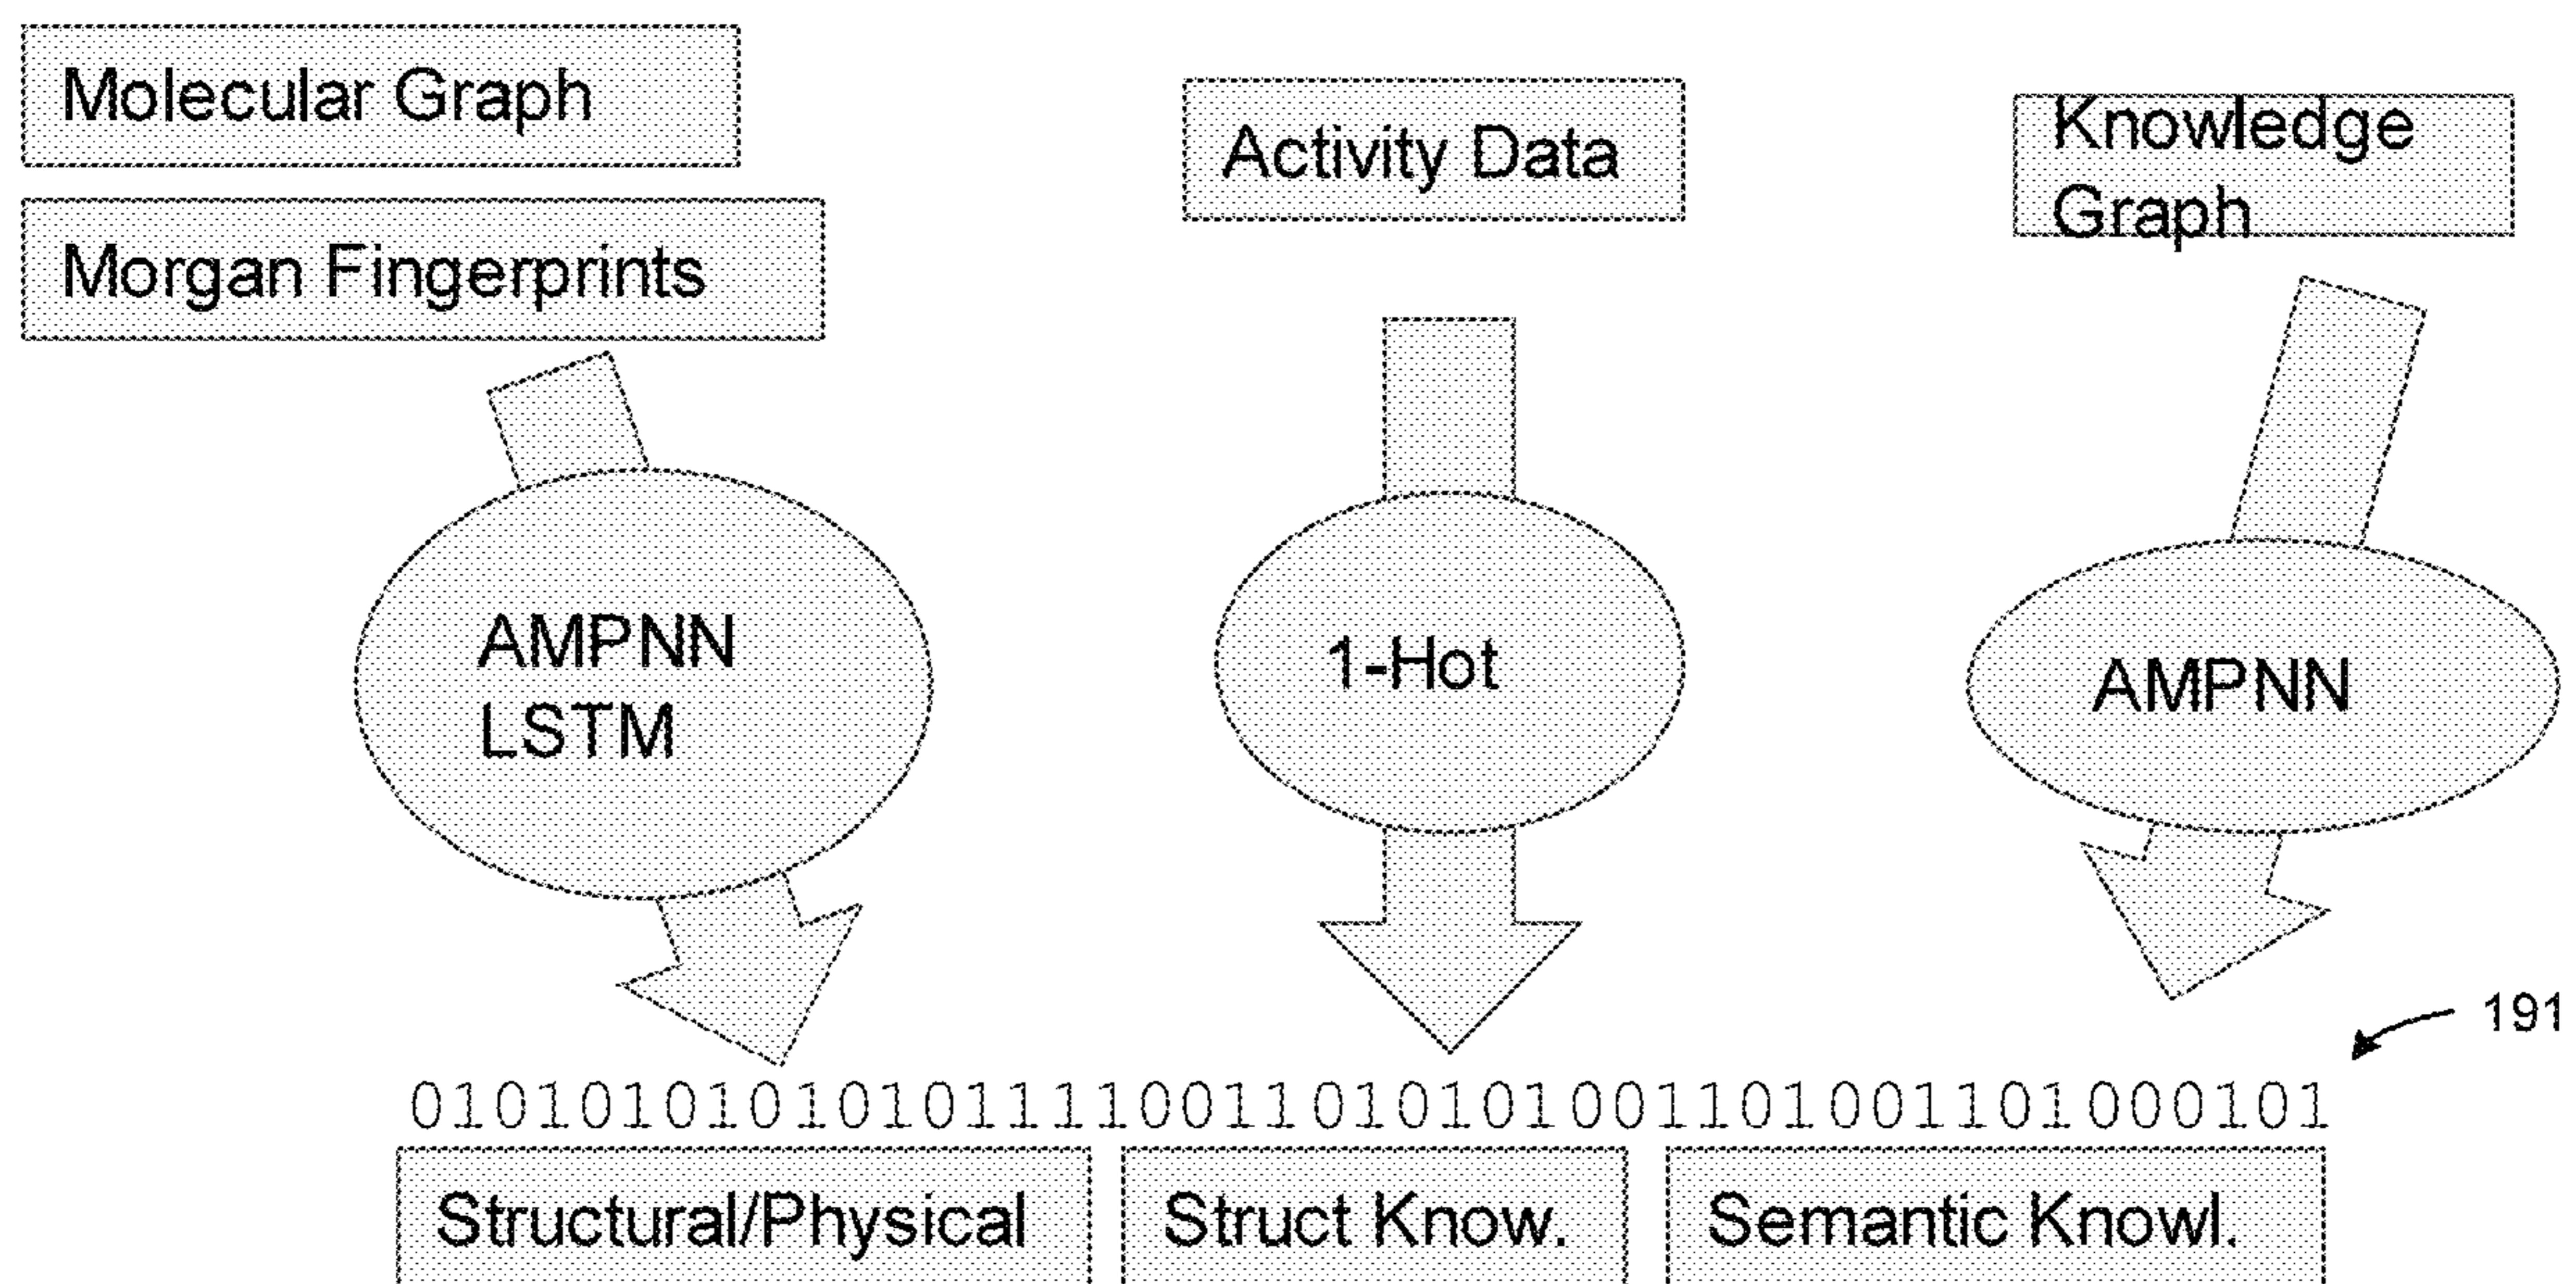 Molecular Graph
Morgan Fingerprints
Activity Data
Knowledge
Graph
AMPNN
LSTM
1-Hot
AMPNN
191
010101010101011110011010101001101001101000101
Structural/Physical
Struct Know.
Semantic Knowl.